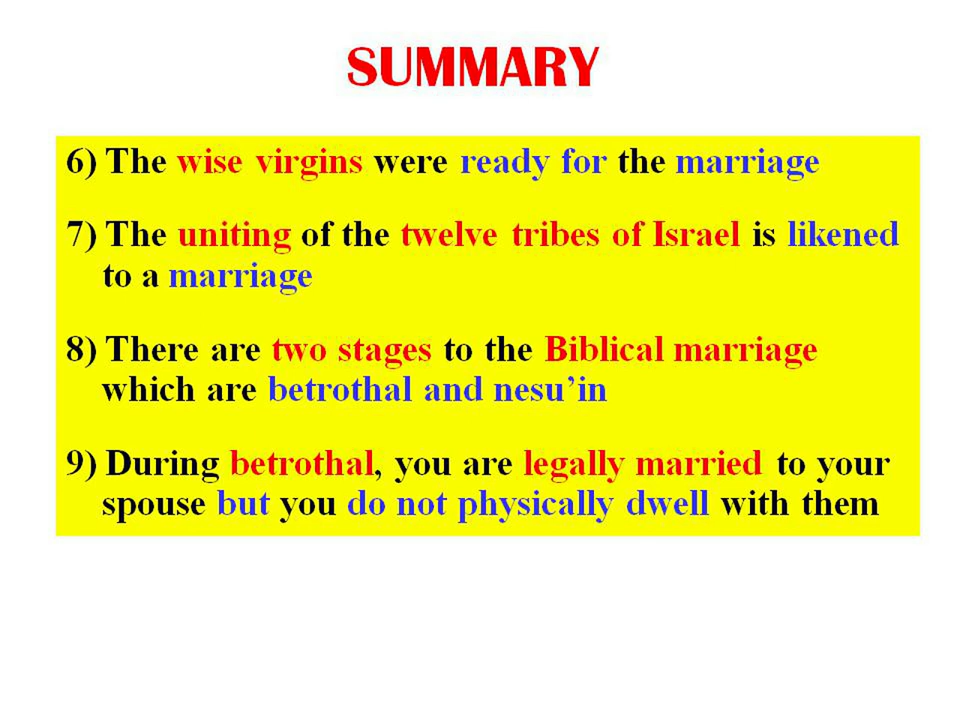 SUMMARY
6) The wise virgins were ready for the marriage
7) The uniting of the twelve tribes of Israel is likened
to a marriage
8) There are two stages to the Biblical marriage
which are betrothal and nesu’in
9) During betrothal, you are legally married to your
spouse but you do not physically dwell with them